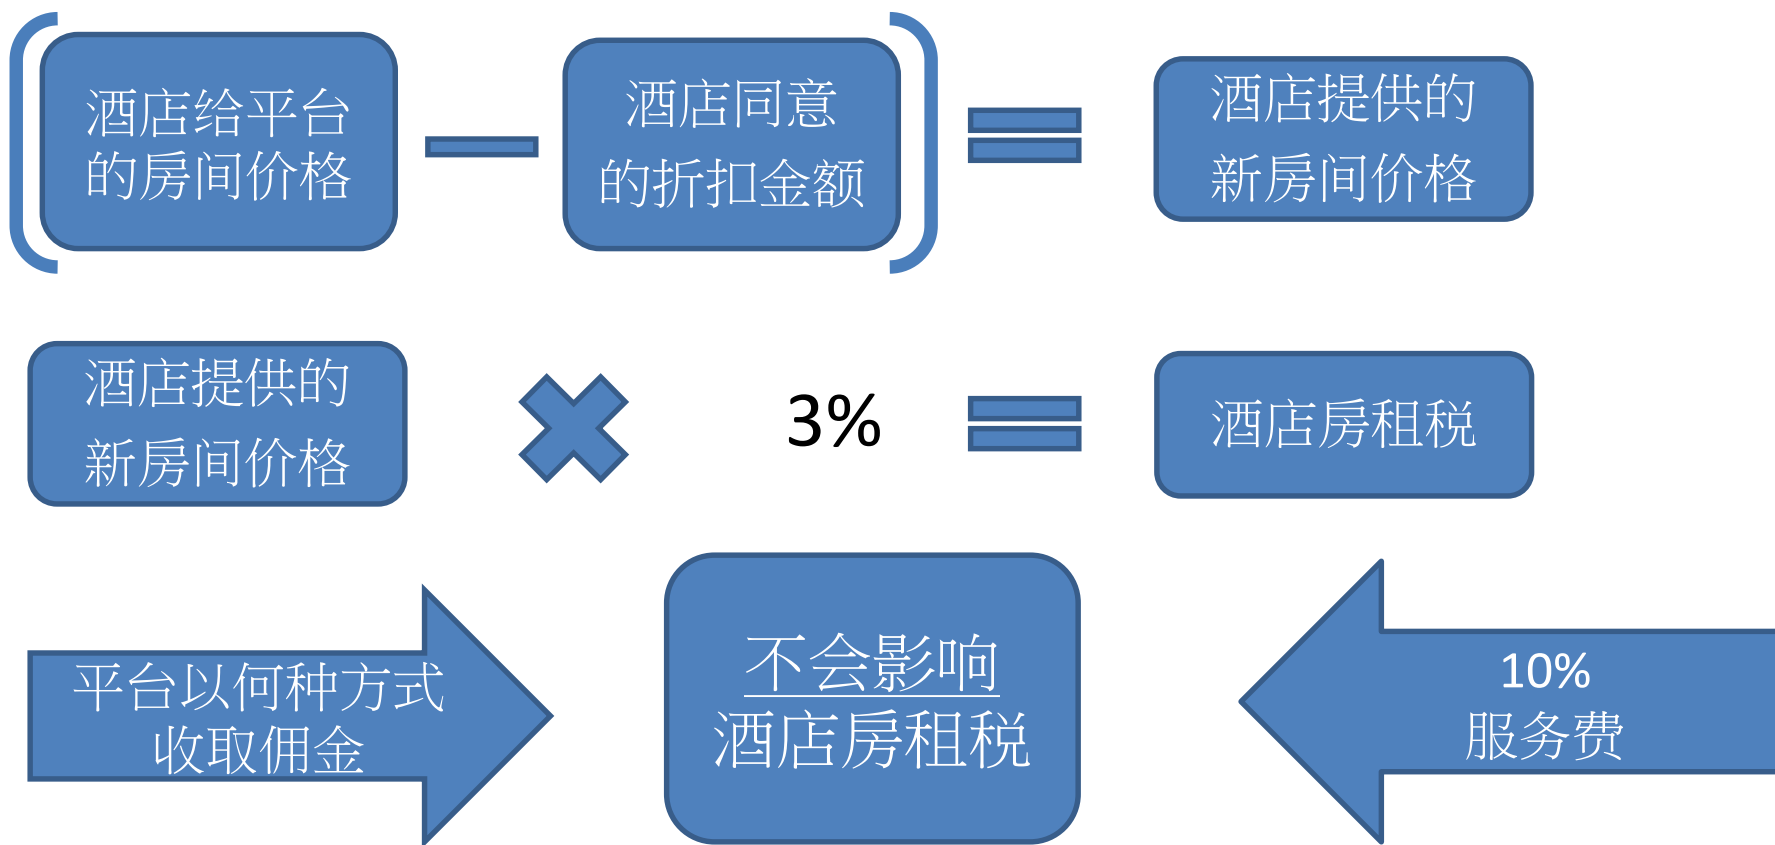 酒店给平台
的房间价格
酒店同意
的折扣金额
酒店提供的
新房间价格
酒店提供的
新房间价格
3%
酒店房租税
平台以何种方式
收取佣金
不会影响
酒店房租税
10%
服务费